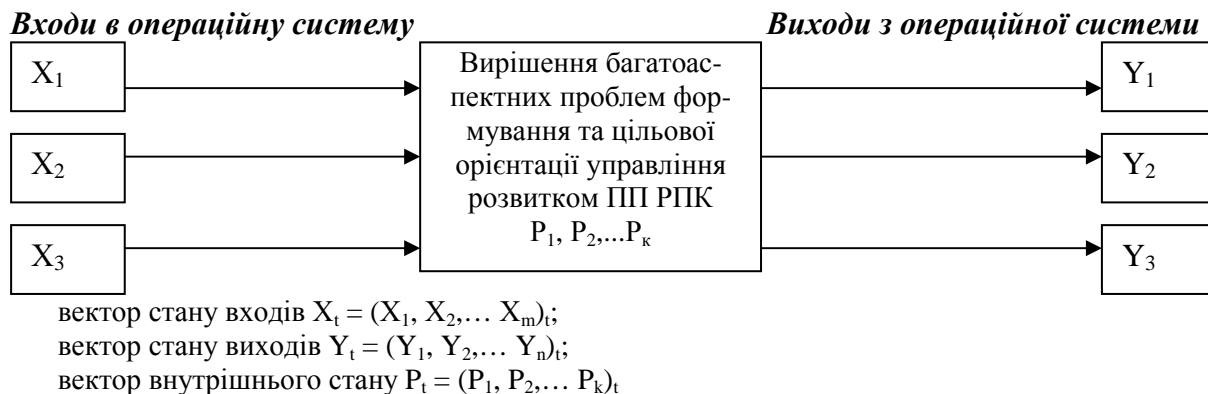 Входи в операційну систему
Виходи з операційної системи
X₁
X₂
X₃
Вирішення багатоас-
пектних проблем фор-
мування та цільової
орієнтації управління
розвитком ПП РПК
P₁, P₂,...Pк
Y₁
Y₂
Y₃
вектор стану входів Xₜ = (X₁, X₂,… Xₘ)ₜ;
вектор стану виходів Yₜ = (Y₁, Y₂,… Yₙ)ₜ;
вектор внутрішнього стану Pₜ = (P₁, P₂,… Pₖ)ₜ